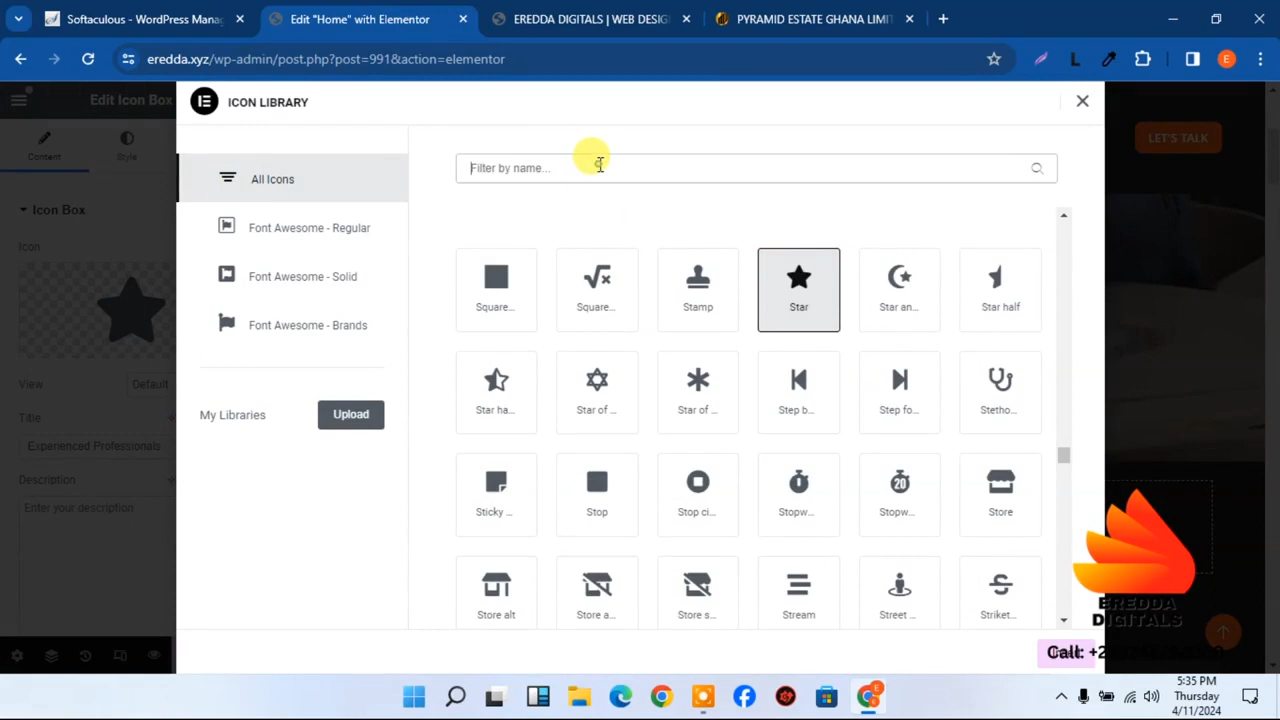 Softaculous - WordPress Mana
Edit "Home" with Elementor
EREDDA DIGITALS | WEB DESIG
PYRAMID ESTATE GHANA LIMIT
eredda.xyz/wp-admin/post.php?post=991&action=elementor
E
Edit Icon Box
ICON LIBRARY
LET'S TALK
Content
Style
Filter by name...
All Icons
Icon Box
Font Awesome - Regular
Icon
Font Awesome - Solid
Square...
Square...
Stamp
Star
Star an...
Star half
Font Awesome - Brands
View
Default
Star ha...
Star of ...
Star of ...
Step b...
Step fo...
Stetho...
My Libraries
Upload
Title
Experienced Professionals
Description
Enter your description
Sticky ...
Stop
Stop ci...
Stopw...
20
Stopw...
Store
Store alt
Store a...
Store s...
Stream
Street ...
Striket...
EREDDA
DIGITALS
Call:
5:35 PM
Thursday
4/11/2024